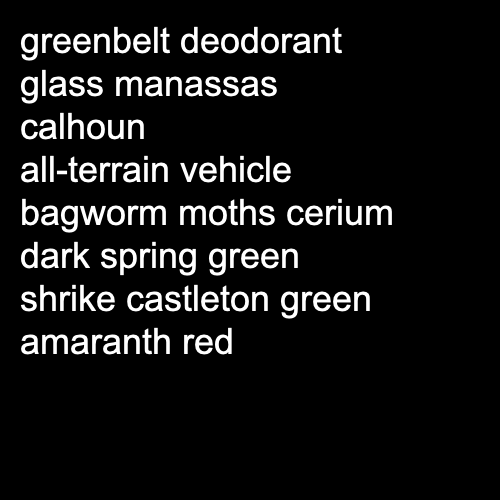 greenbelt deodorant
glass manassas
calhoun
all-terrain vehicle
bagworm moths cerium
dark spring green
shrike castleton green
amaranth red